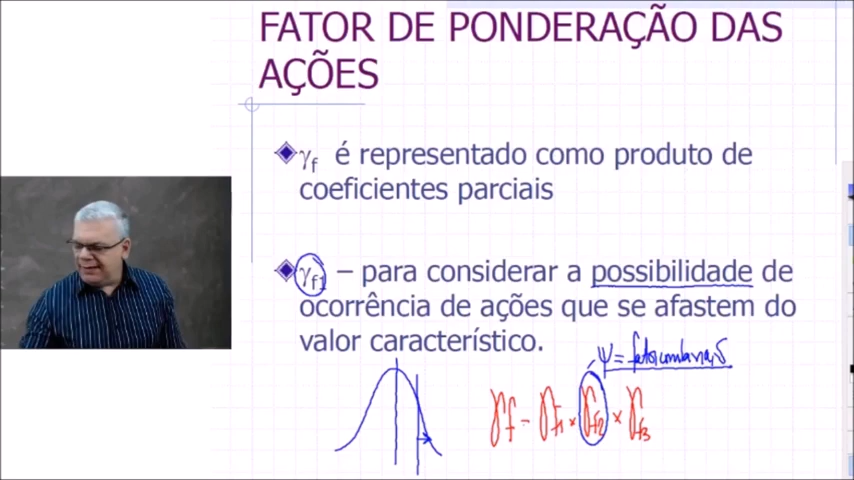 FATOR DE PONDERAÇÃO DAS
AÇÕES
γf é representado como produto de
coeficientes parciais
γf1 – para considerar a possibilidade de
ocorrência de ações que se afastem do
valor característico.
ψ = fator
γf = γf1 × γf2 × γf3